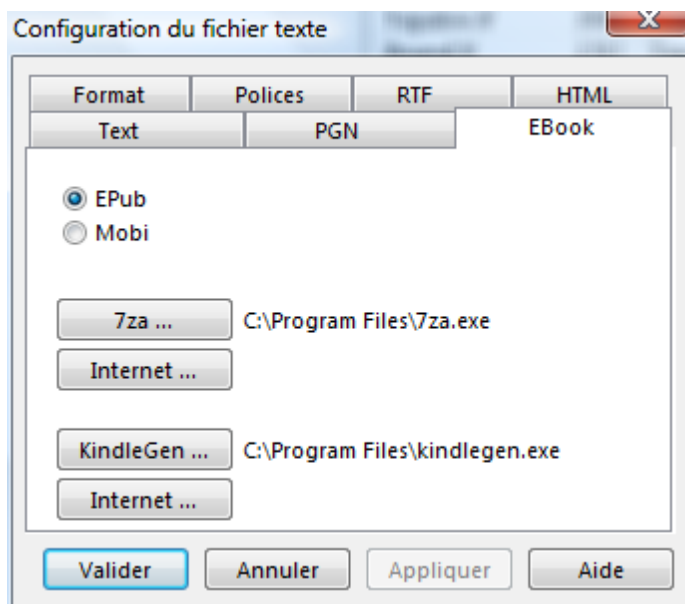 Configuration du fichier texte
Format Polices RTF HTML
Text PGN EBook
EPub
Mobi
7za ... C:\Program Files\7za.exe
Internet ...
KindleGen ... C:\Program Files\kindlegen.exe
Internet ...
Valider Annuler Appliquer Aide